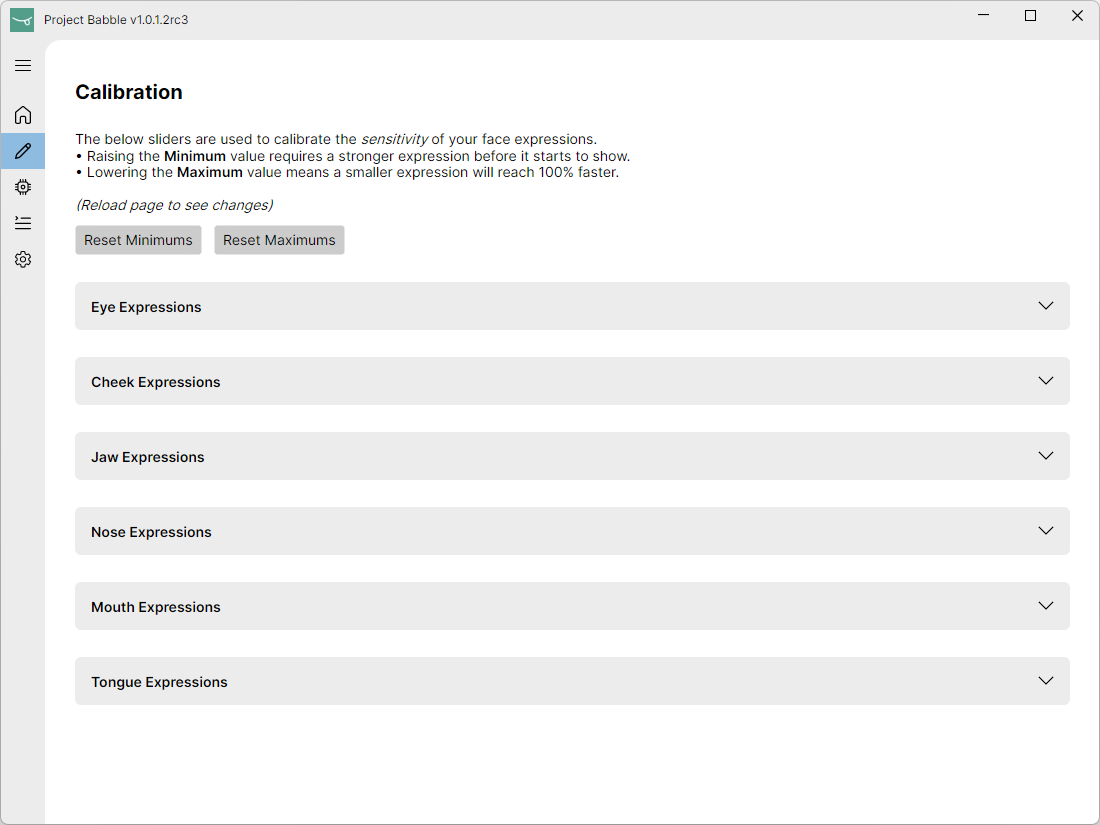 Project Babble v1.0.1.2rc3
Calibration
The below sliders are used to calibrate the sensitivity of your face expressions.
• Raising the Minimum value requires a stronger expression before it starts to show.
• Lowering the Maximum value means a smaller expression will reach 100% faster.
(Reload page to see changes)
Reset Minimums Reset Maximums
Eye Expressions
Cheek Expressions
Jaw Expressions
Nose Expressions
Mouth Expressions
Tongue Expressions